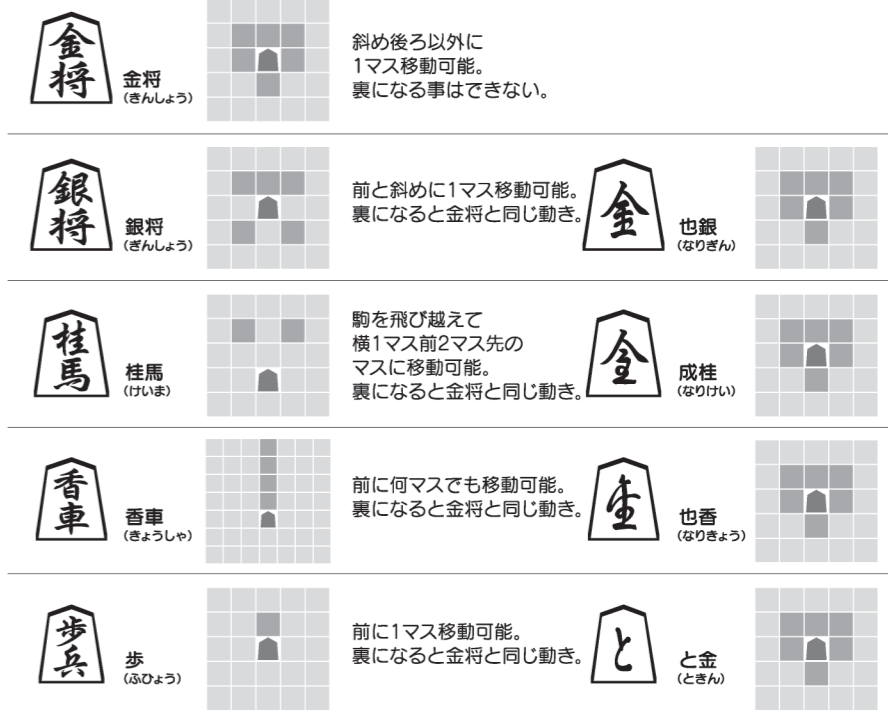 金将
金将
(きんしょう)
斜め後ろ以外に
1マス移動可能。
裏になる事はできない。
銀将
銀将
(ぎんしょう)
前と斜めに1マス移動可能。
裏になると金将と同じ動き。
金
也銀
(なりぎん)
桂馬
桂馬
(けいま)
駒を飛び越えて
横1マス前2マス先の
マスに移動可能。
裏になると金将と同じ動き。
全
成桂
(なりけい)
香車
香車
(きょうしゃ)
前に何マスでも移動可能。
裏になると金将と同じ動き。
也香
(なりきょう)
歩兵
歩
(ふひょう)
前に1マス移動可能。
裏になると金将と同じ動き。
と
と金
(ときん)